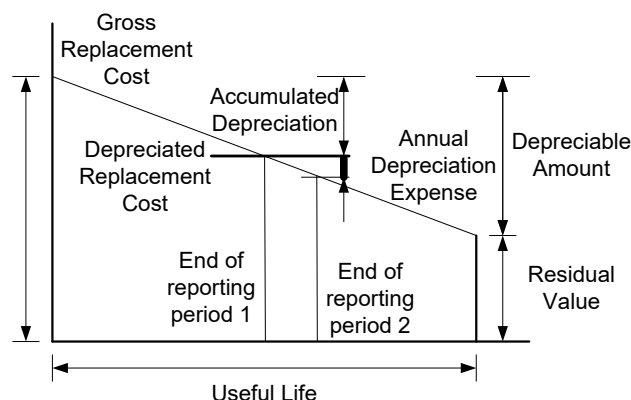 Gross
Replacement
Cost
Accumulated
Depreciation
Annual
Depreciation
Expense
Depreciable
Amount
Depreciated
Replacement
Cost
End of
reporting
period 1
End of
reporting
period 2
Residual
Value
Useful Life